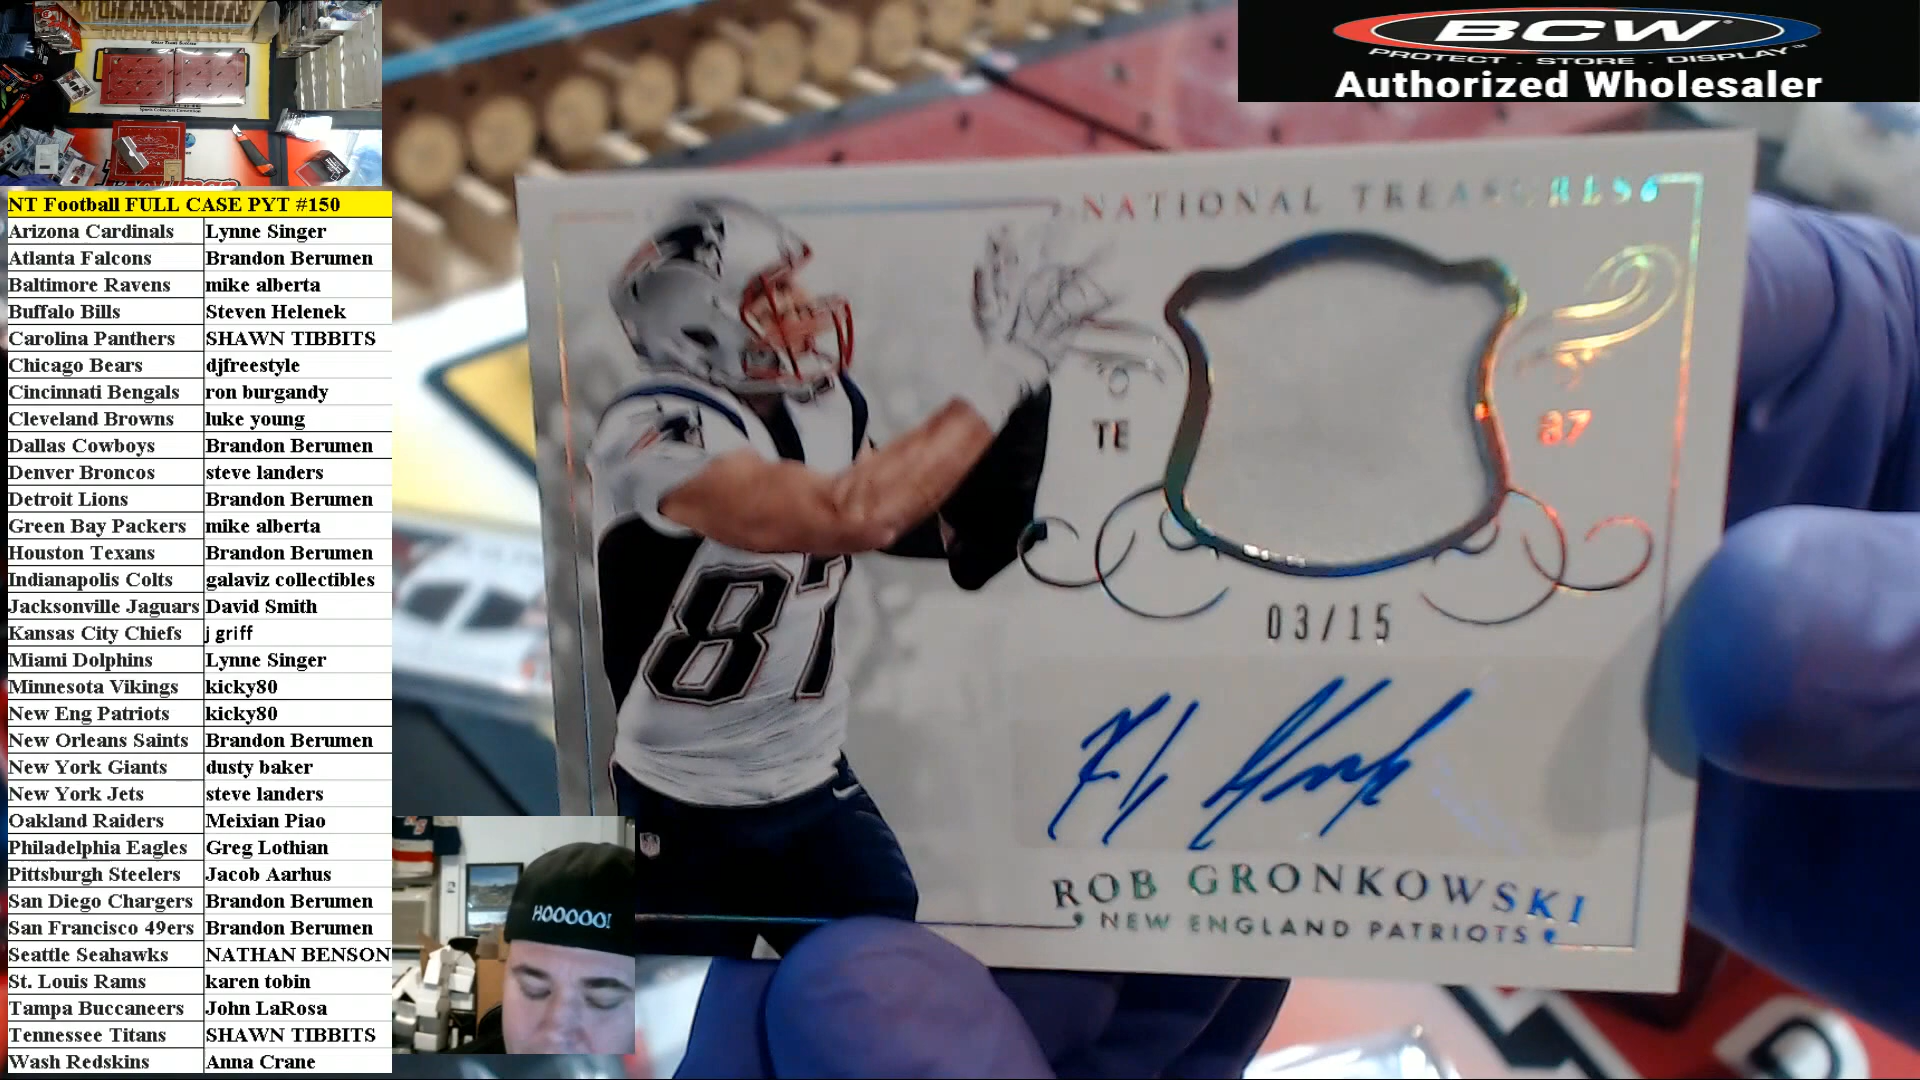 BCW
PROTECT . STORE . DISPLAY™
Authorized Wholesaler
NT Football FULL CASE PYT #150
Arizona Cardinals Lynne Singer
Atlanta Falcons Brandon Berumen
Baltimore Ravens mike alberta
Buffalo Bills Steven Helenek
Carolina Panthers SHAWN TIBBITS
Chicago Bears djfreestyle
Cincinnati Bengals ron burgandy
Cleveland Browns luke young
Dallas Cowboys Brandon Berumen
Denver Broncos steve landers
Detroit Lions Brandon Berumen
Green Bay Packers mike alberta
Houston Texans Brandon Berumen
Indianapolis Colts galaviz collectibles
Jacksonville Jaguars David Smith
Kansas City Chiefs j griff
Miami Dolphins Lynne Singer
Minnesota Vikings kicky80
New Eng Patriots kicky80
New Orleans Saints Brandon Berumen
New York Giants dusty baker
New York Jets steve landers
Oakland Raiders Meixian Piao
Philadelphia Eagles Greg Lothian
Pittsburgh Steelers Jacob Aarhus
San Diego Chargers Brandon Berumen
San Francisco 49ers Brandon Berumen
Seattle Seahawks NATHAN BENSON
St. Louis Rams karen tobin
Tampa Buccaneers John LaRosa
Tennessee Titans SHAWN TIBBITS
Wash Redskins Anna Crane
NATIONAL TREASURES
TE
87
87
03/15
ROB GRONKOWSKI
NEW ENGLAND PATRIOTS
HOOOOO!